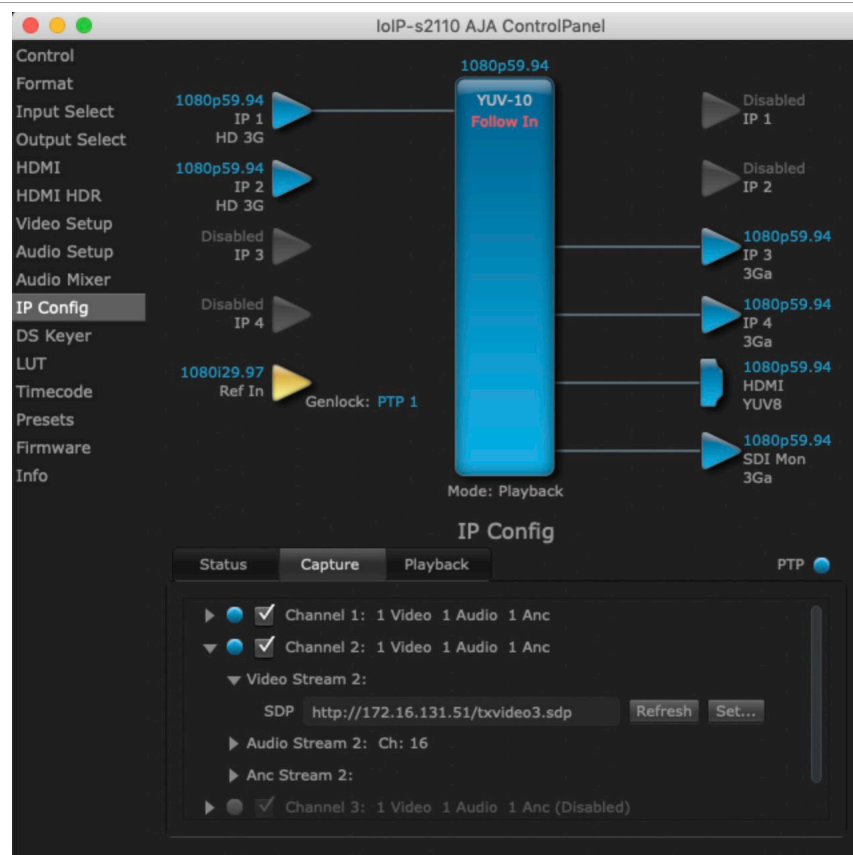 IoIP-s2110 AJA ControlPanel
Control
Format
Input Select
Output Select
HDMI
HDMI HDR
Video Setup
Audio Setup
Audio Mixer
IP Config
DS Keyer
LUT
Timecode
Presets
Firmware
Info
1080p59.94
IP 1
HD 3G
1080p59.94
IP 2
HD 3G
Disabled
IP 3
Disabled
IP 4
1080i29.97
Ref In
Genlock: PTP 1
1080p59.94
YUV-10
Follow In
Mode: Playback
Disabled
IP 1
Disabled
IP 2
1080p59.94
IP 3
3Ga
1080p59.94
IP 4
3Ga
1080p59.94
HDMI
YUV8
1080p59.94
SDI Mon
3Ga
IP Config
Status Capture Playback PTP
Channel 1: 1 Video 1 Audio 1 Anc
Channel 2: 1 Video 1 Audio 1 Anc
Video Stream 2:
SDP http://172.16.131.51/txvideo3.sdp Refresh Set...
Audio Stream 2: Ch: 16
Anc Stream 2:
Channel 3: 1 Video 1 Audio 1 Anc (Disabled)